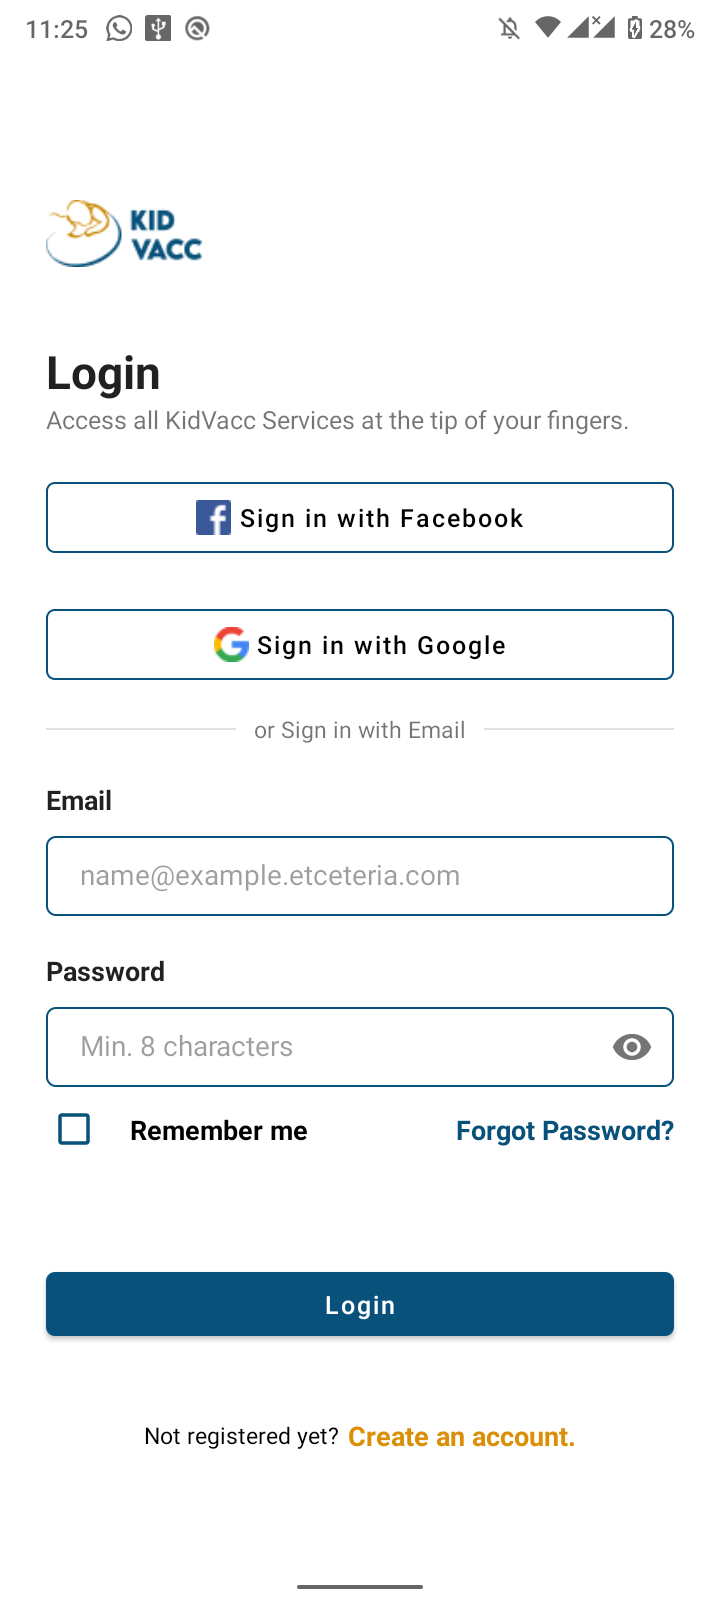 11:25
28%
KID
VACC
Login
Access all KidVacc Services at the tip of your fingers.
Sign in with Facebook
Sign in with Google
or Sign in with Email
Email
name@example.etceteria.com
Password
Min. 8 characters
Remember me
Forgot Password?
Login
Not registered yet? Create an account.